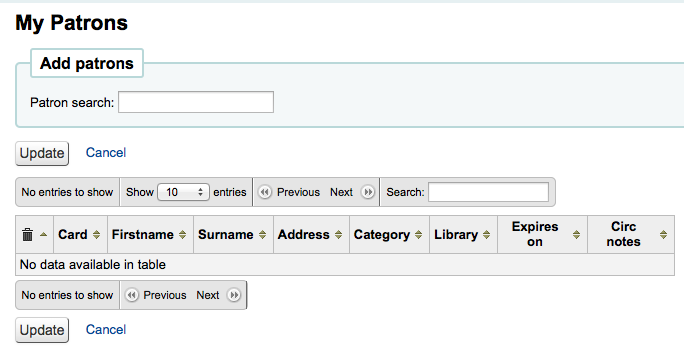 My Patrons
Add patrons
Patron search:
Update Cancel
No entries to show Show 10 entries Previous Next Search:
Card Firstname Surname Address Category Library Expires on Circ notes
No data available in table
No entries to show Previous Next
Update Cancel